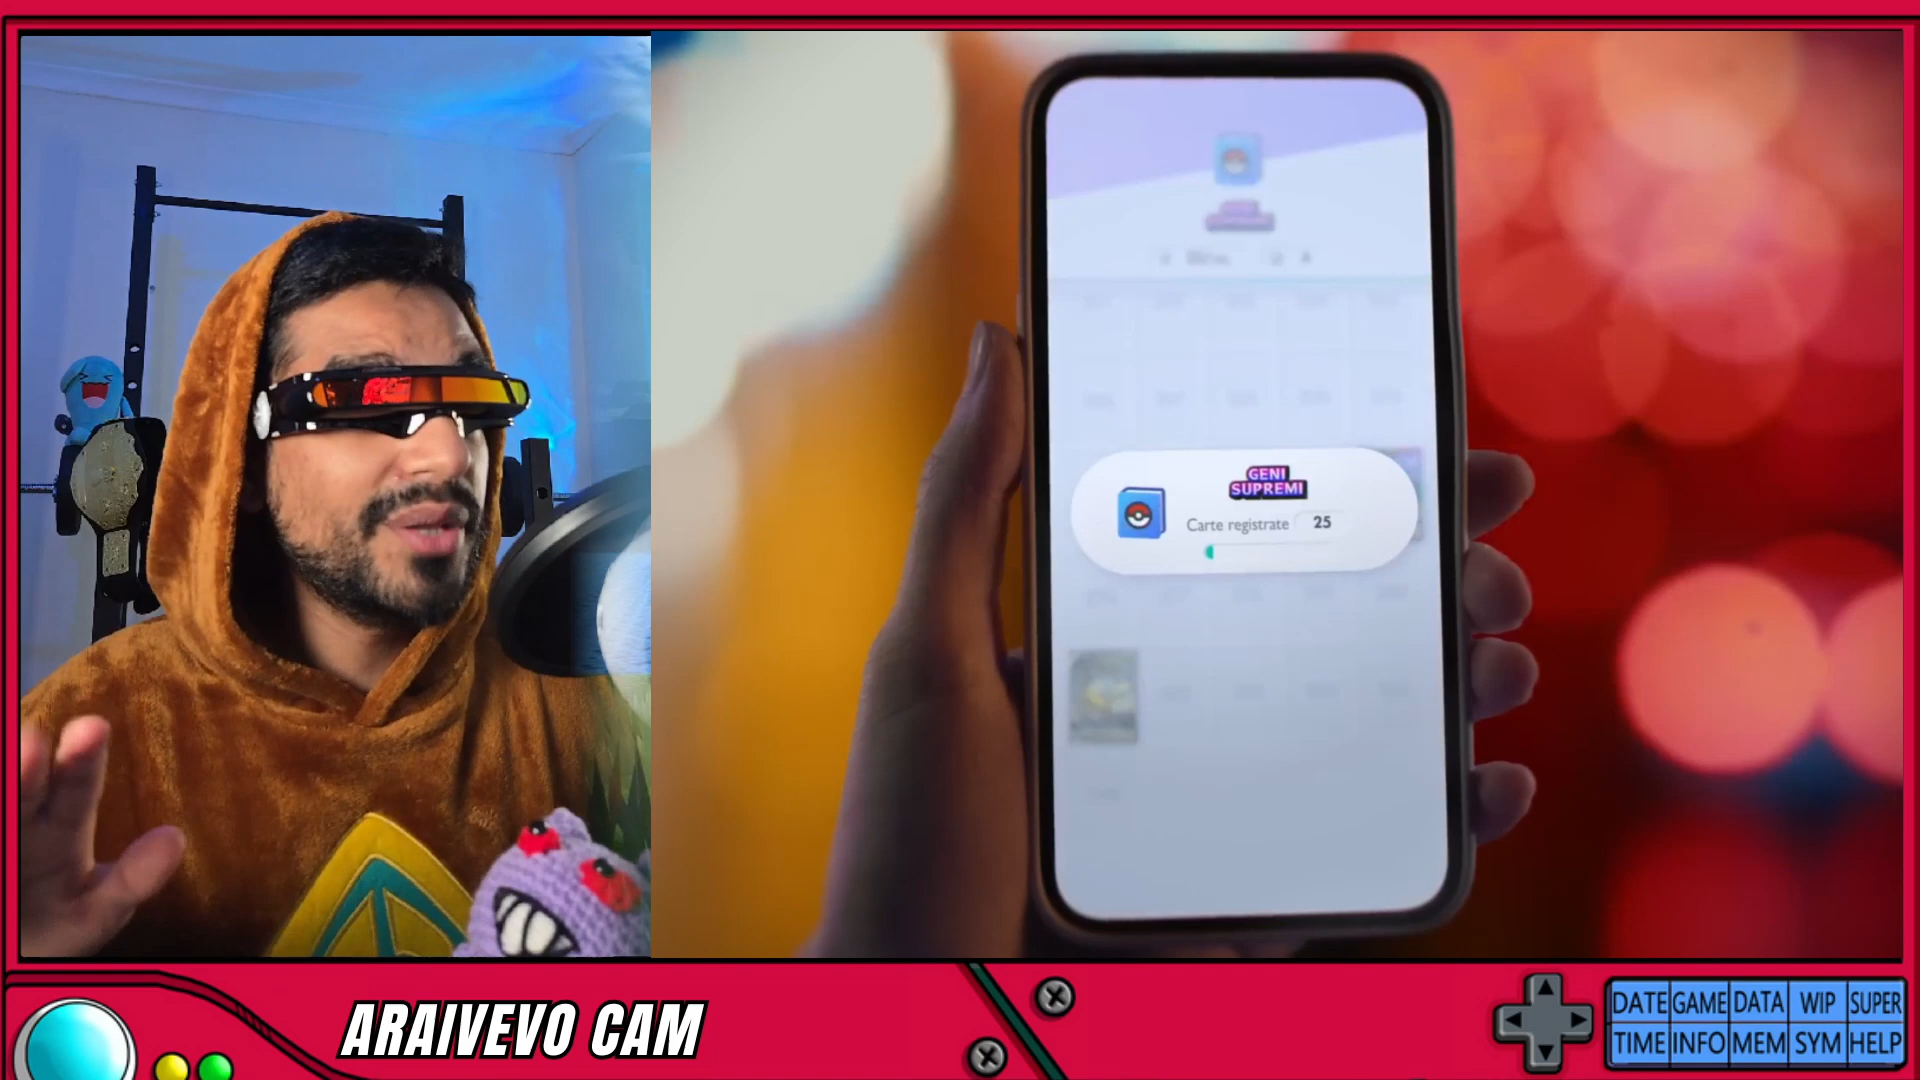 GENI
SUPREMI
Carte registrate 25
ARAIVEVO CAM
DATE GAME DATA WIP SUPER
TIME INFO MEM SYM HELP